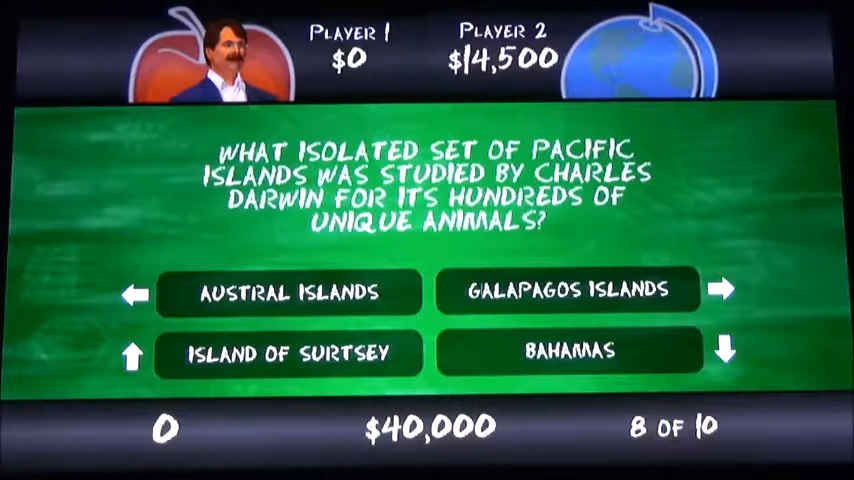 PLAYER 1
$0
PLAYER 2
$14,500
WHAT ISOLATED SET OF PACIFIC
ISLANDS WAS STUDIED BY CHARLES
DARWIN FOR ITS HUNDREDS OF
UNIQUE ANIMALS?
AUSTRAL ISLANDS
GALAPAGOS ISLANDS
ISLAND OF SURTSEY
BAHAMAS
0
$40,000
8 OF 10